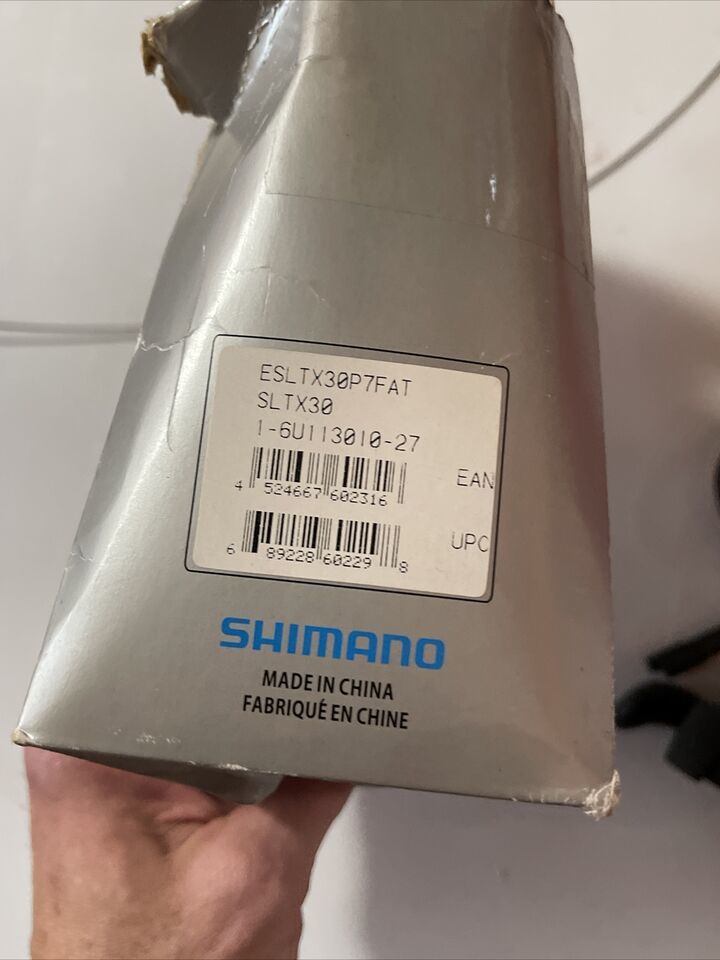 ESLTX30P7FAT
SLTX30
1-6U113010-27
4 524667 602316
EAN
6 89228 60229 8
UPC
SHIMANO
MADE IN CHINA
FABRIQUÉ EN CHINE